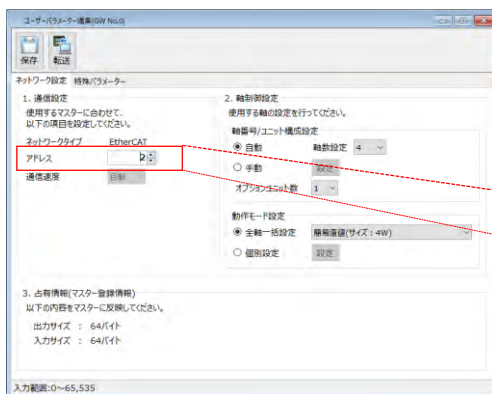 ユーザーパラメーター編集(GW No.0)
保存 転送
ネットワーク設定 特殊パラメーター
1. 通信設定
使用するマスターに合わせて、
以下の項目を設定してください。
ネットワークタイプ EtherCAT
アドレス 2
通信速度 自動
2. 軸制御設定
使用する軸の設定を行ってください。
軸番号/ユニット構成設定
自動 軸数設定 4
手動 設定
オプションユニット数 1
動作モード設定
全軸一括設定 簡易直値(サイズ:4W)
個別設定 設定
3. 占有情報(マスター登録情報)
以下の内容をマスターに反映してください。
出力サイズ : 64バイト
入力サイズ : 64バイト
入力範囲:0~65,535